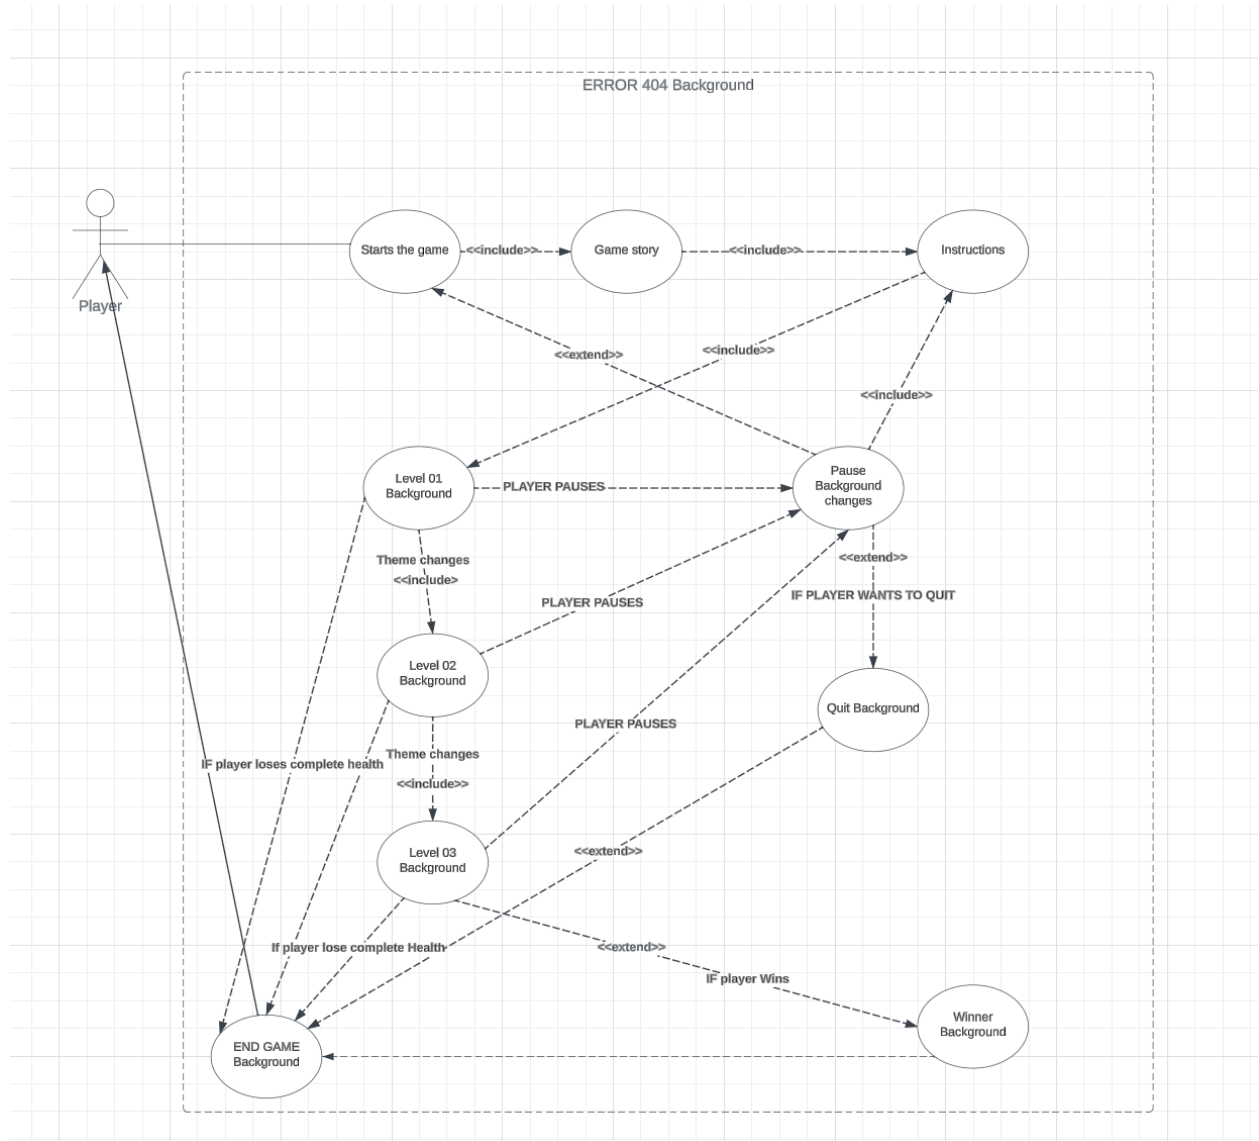 ERROR 404 Background
Player
Starts the game
<<include>>
Game story
<<include>>
Instructions
<<extend>>
<<include>>
<<include>>
Level 01
Background
PLAYER PAUSES
Pause
Background
changes
Theme changes
<<include>
<<extend>>
IF PLAYER WANTS TO QUIT
PLAYER PAUSES
Level 02
Background
Quit Background
PLAYER PAUSES
IF player loses complete health
Theme changes
<<include>>
Level 03
Background
<<extend>>
If player lose complete Health
<<extend>>
IF player Wins
Winner
Background
END GAME
Background